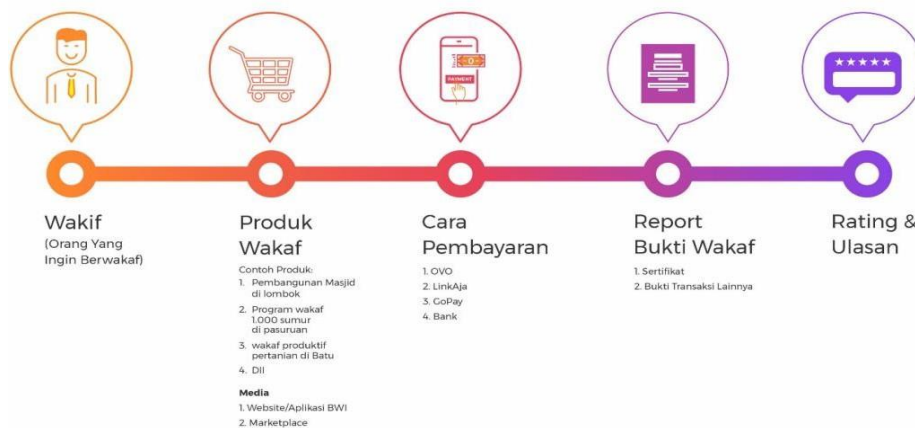 PAYMENT
Wakif
(Orang Yang
Ingin Berwakaf)
Produk
Wakaf
Contoh Produk:
1. Pembangunan Masjid
di lombok
2. Program wakaf
1.000 sumur
di pasuruan
3. wakaf produktif
pertanian di Batu
4. Dll
Media
1. Website/Aplikasi BWI
2. Marketplace
Cara
Pembayaran
1. OVO
2. LinkAja
3. GoPay
4. Bank
Report
Bukti Wakaf
1. Sertifikat
2. Bukti Transaksi Lainnya
Rating &
Ulasan